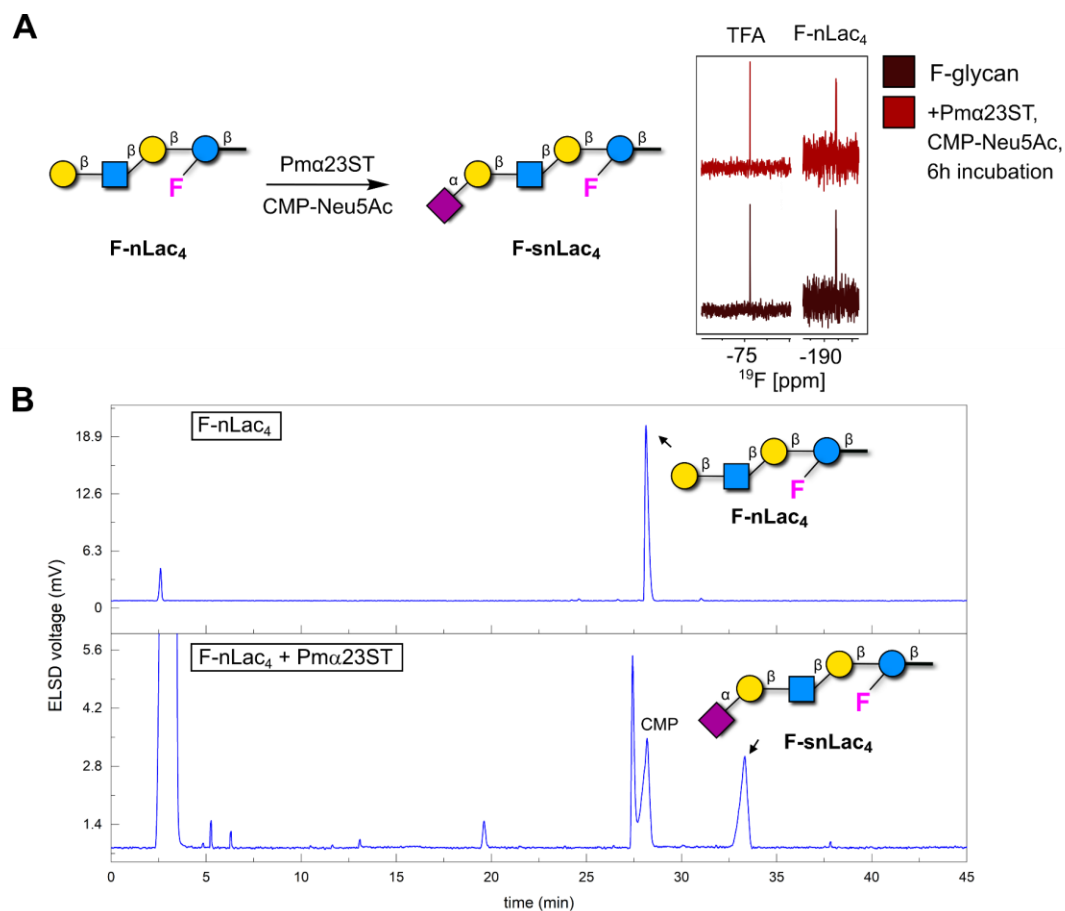 A
β
β
β
β
F
F-nLac4
Pmα23ST
CMP-Neu5Ac
α
β
β
β
β
F
F-snLac4
TFA
F-nLac4
-75
-190
19F [ppm]
F-glycan
+Pmα23ST,
CMP-Neu5Ac,
6h incubation
B
ELSD voltage (mV)
F-nLac4
18.9
12.6
6.3
0
β
β
β
β
F
F-nLac4
F-nLac4 + Pmα23ST
5.6
4.2
2.8
1.4
CMP
α
β
β
β
β
F
F-snLac4
0
5
10
15
20
25
30
35
40
45
time (min)